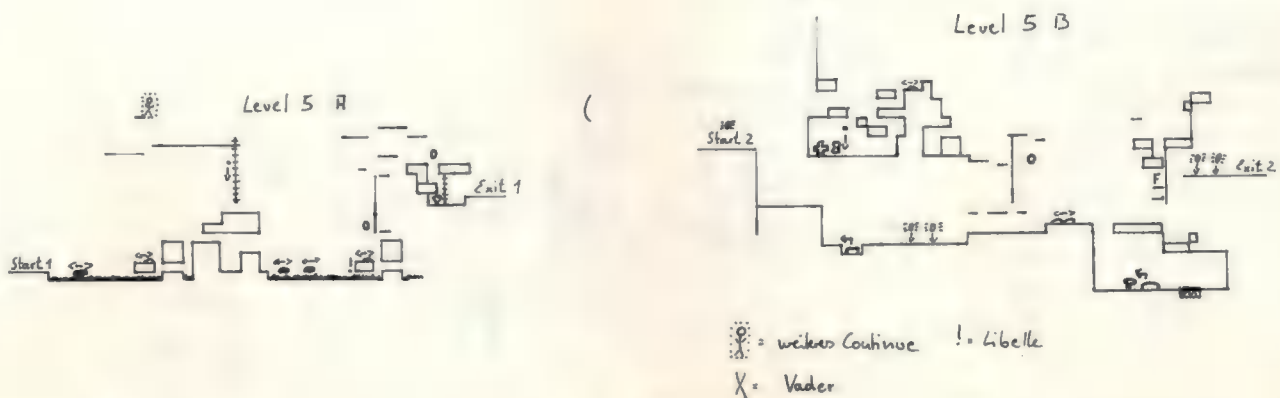 Level 5 A
Start 1
Exit 1
Level 5 B
Start 2
Exit 2
F
= weiteres Continue != Libelle
X = Vader